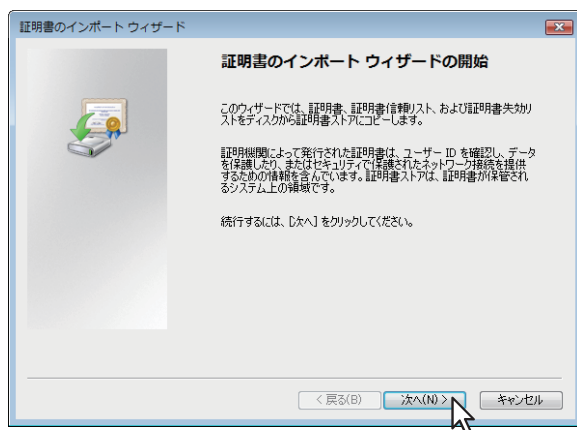 証明書のインポート ウィザード
証明書のインポート ウィザードの開始
このウィザードでは、証明書、証明書信頼リスト、および証明書失効リ
ストをディスクから証明書ストアにコピーします。
証明機関によって発行された証明書は、ユーザー ID を確認し、データ
を保護したり、またはセキュリティで保護されたネットワーク接続を提供
するための情報を含んでいます。証明書ストアは、証明書が保管され
るシステム上の領域です。
続行するには、[次へ] をクリックしてください。
< 戻る(B) 次へ(N) > キャンセル